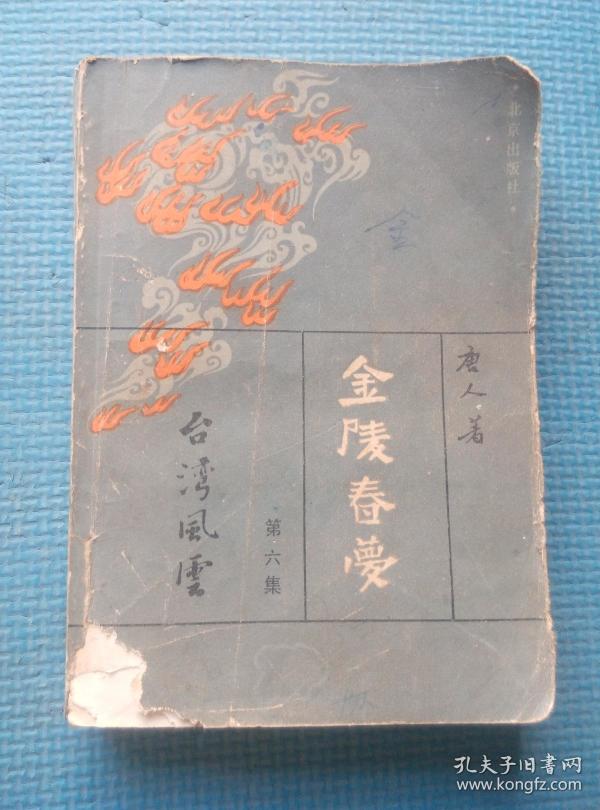 ·北京出版社·
金
唐人著
金陵春夢
第六集
台湾風雲
孔夫子旧书网
www.kongfz.com